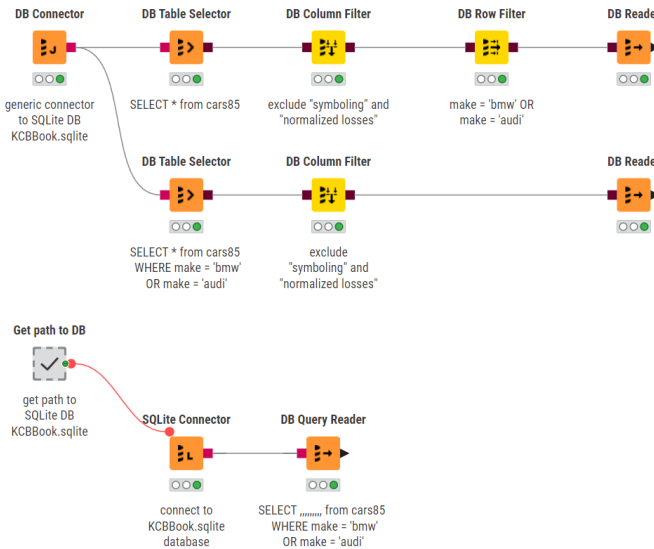 DB Connector
DB Table Selector
DB Column Filter
DB Row Filter
DB Reade
generic connector
to SQLite DB
KCBBook.sqlite
SELECT * from cars85
exclude "symboling" and
"normalized losses"
make = 'bmw' OR
make = 'audi'
DB Table Selector
DB Column Filter
DB Reade
SELECT * from cars85
WHERE make = 'bmw'
OR make = 'audi'
exclude
"symboling" and
"normalized losses"
Get path to DB
get path to
SQLite DB
KCBBook.sqlite
SQLite Connector
DB Query Reader
connect to
KCBBook.sqlite
database
SELECT ,,,,,,,,, from cars85
WHERE make = 'bmw'
OR make = 'audi'